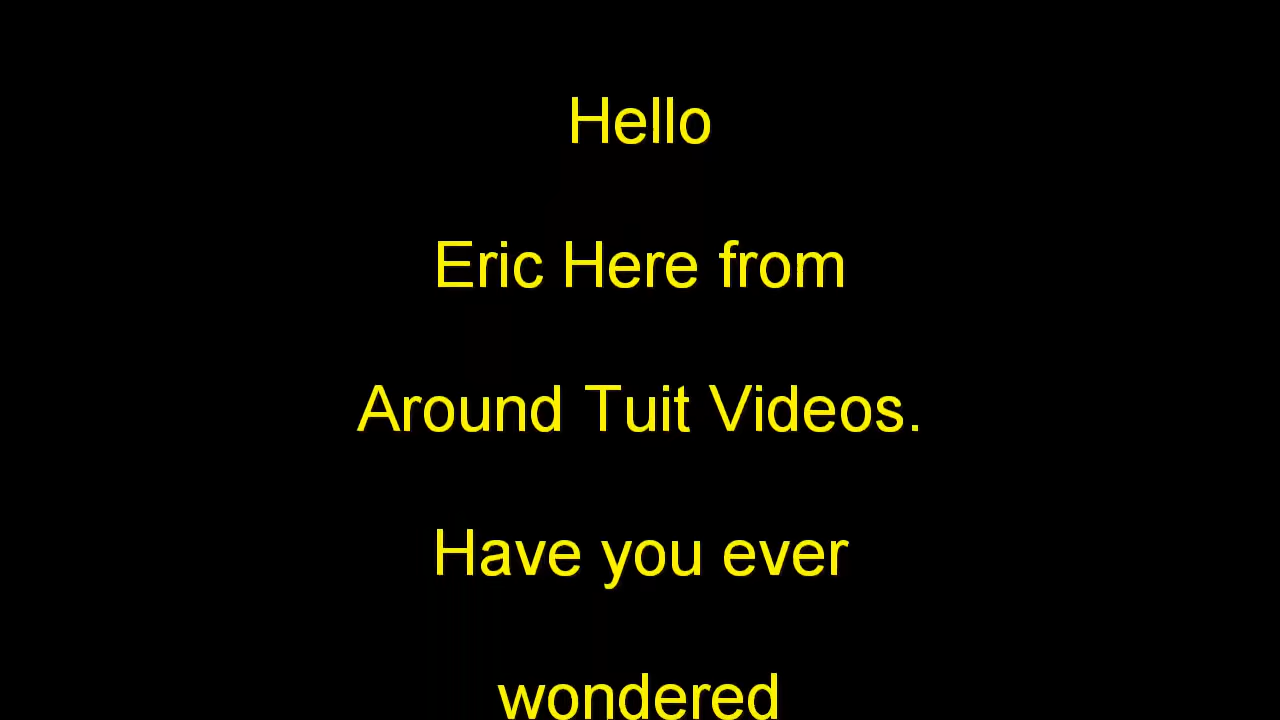 Hello
Eric Here from
Around Tuit Videos.
Have you ever
wondered